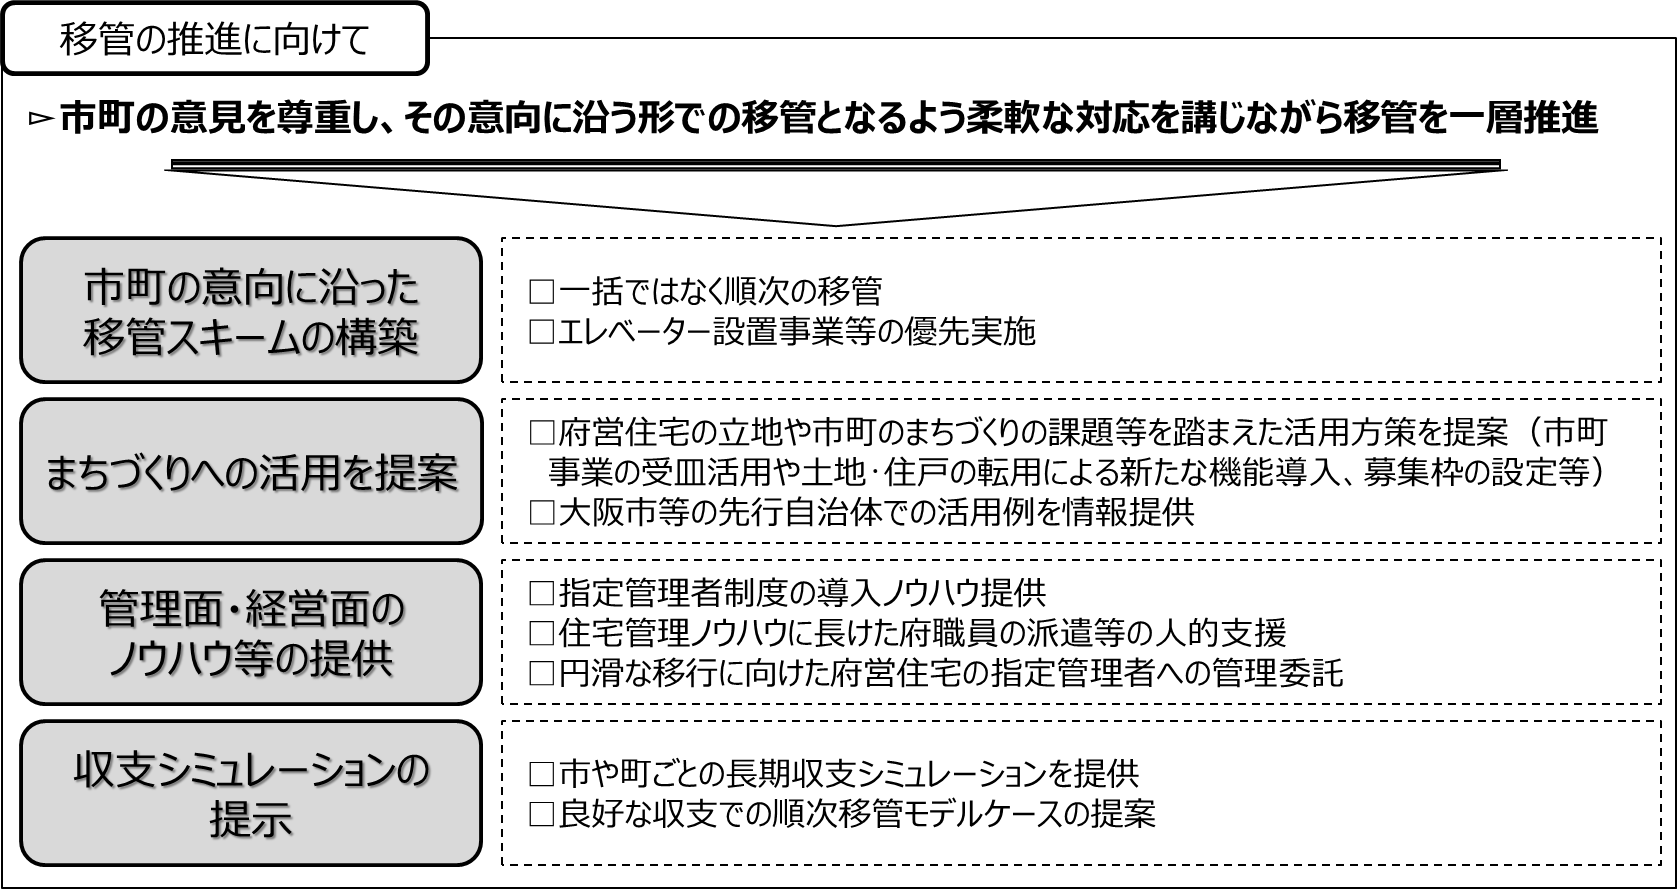 移管の推進に向けて
▻市町の意見を尊重し、その意向に沿う形での移管となるよう柔軟な対応を講じながら移管を一層推進
市町の意向に沿った
移管スキームの構築
□一括ではなく順次の移管
□エレベーター設置事業等の優先実施
まちづくりへの活用を提案
□府営住宅の立地や市町のまちづくりの課題等を踏まえた活用方策を提案（市町
事業の受皿活用や土地・住戸の転用による新たな機能導入、募集枠の設定等）
□大阪市等の先行自治体での活用例を情報提供
管理面・経営面の
ノウハウ等の提供
□指定管理者制度の導入ノウハウ提供
□住宅管理ノウハウに長けた府職員の派遣等の人的支援
□円滑な移行に向けた府営住宅の指定管理者への管理委託
収支シミュレーションの
提示
□市や町ごとの長期収支シミュレーションを提供
□良好な収支での順次移管モデルケースの提案